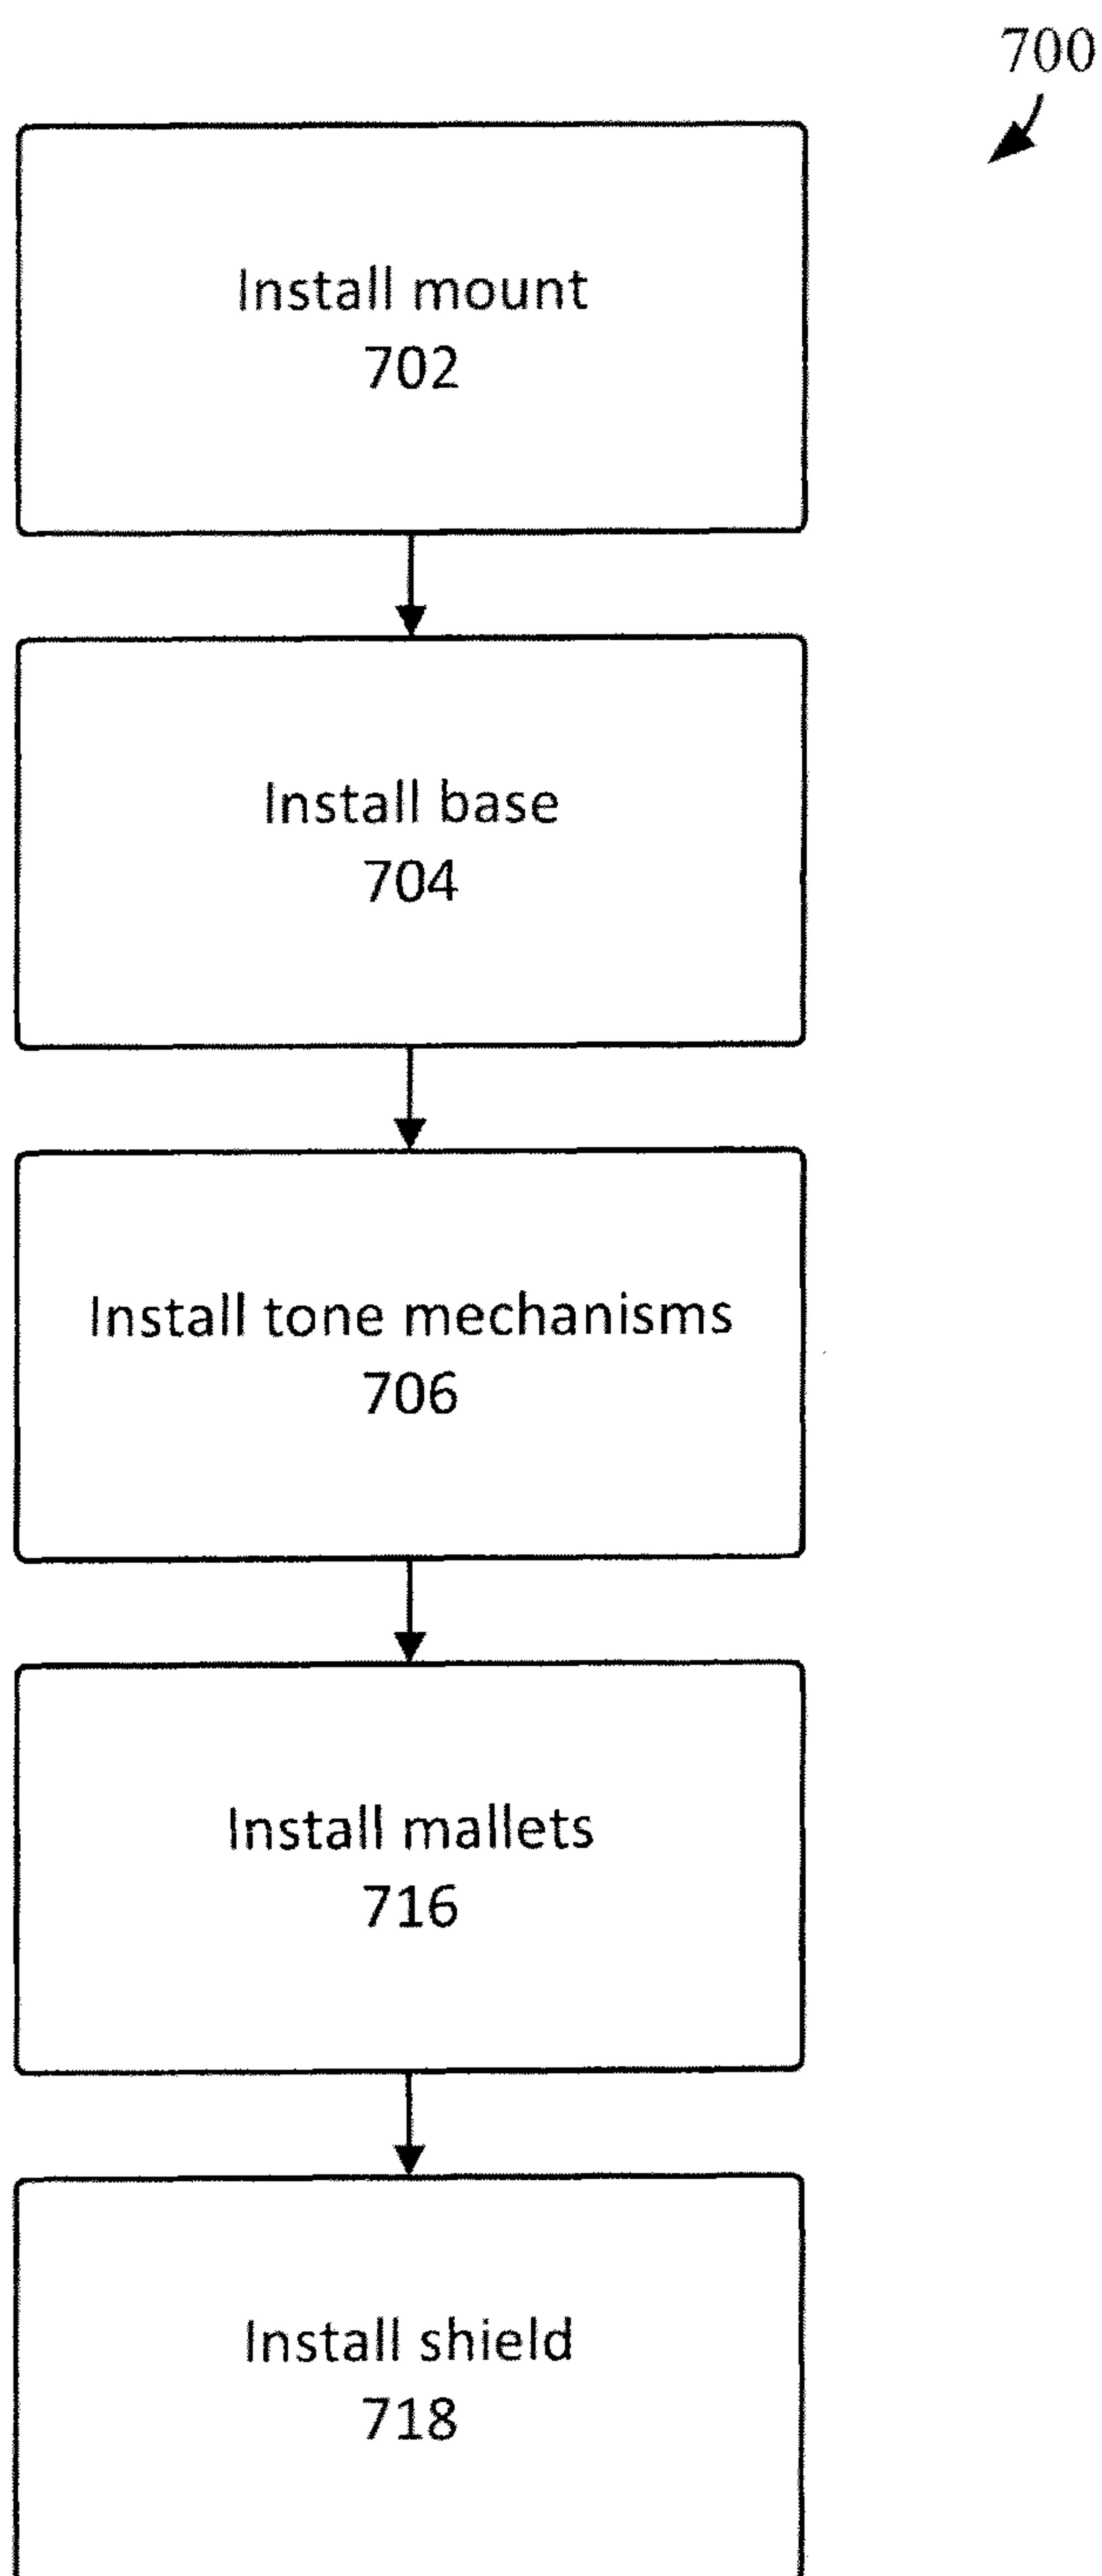 700
Install mount
702
Install base
704
Install tone mechanisms
706
Install mallets
716
Install shield
718